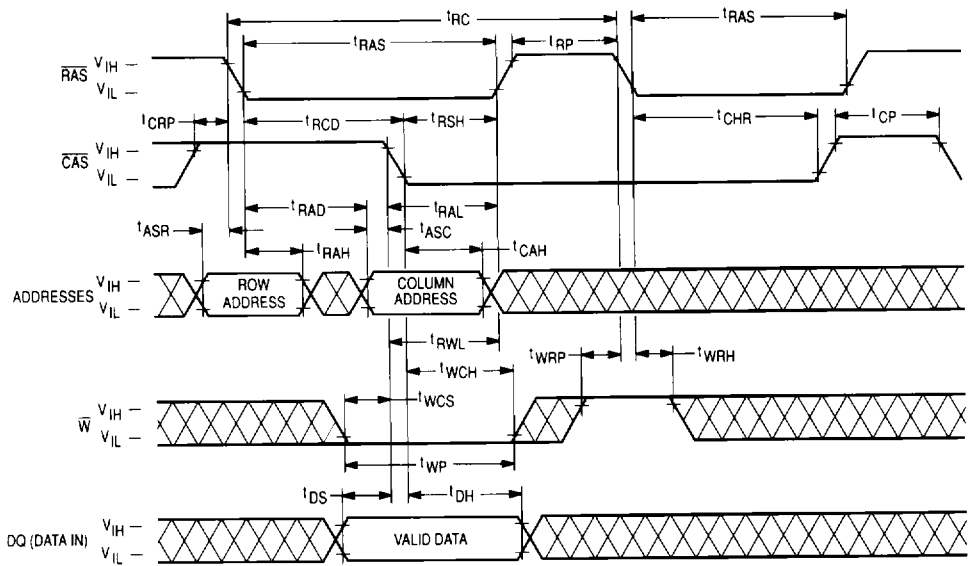 tRC
tRAS
tRAS
tRP
RAS
VIH
VIL
tCRP
tRCD
tRSH
tCHR
tCP
CAS
VIH
VIL
tRAD
tRAL
tASR
tASC
tRAH
tCAH
ADDRESSES
VIH
VIL
ROW
ADDRESS
COLUMN
ADDRESS
tRWL
tWRP
tWRH
tWCH
tWCS
W
VIH
VIL
tWP
tDS
tDH
DQ (DATA IN)
VIH
VIL
VALID DATA